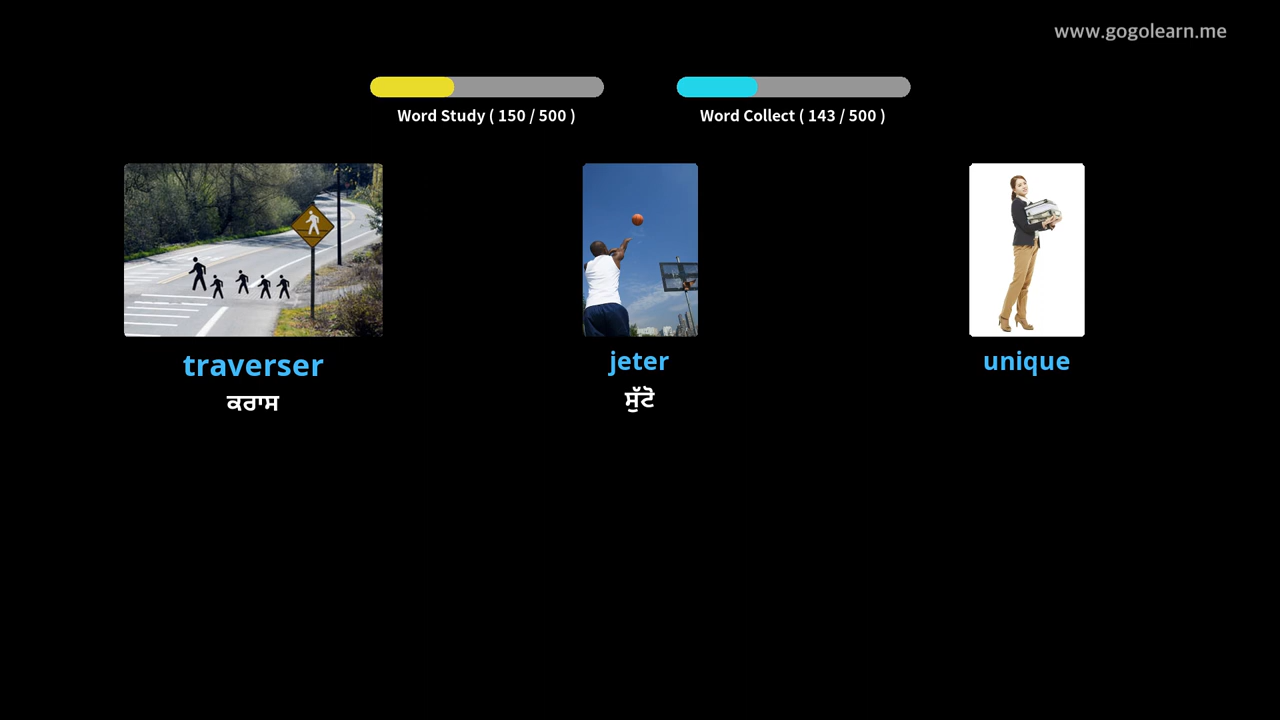 www.gogolearn.me
Word Study ( 150 / 500 )
Word Collect ( 143 / 500 )
traverser
jeter
unique
ਕਰਾਸ
ਸੁੱਟੋ